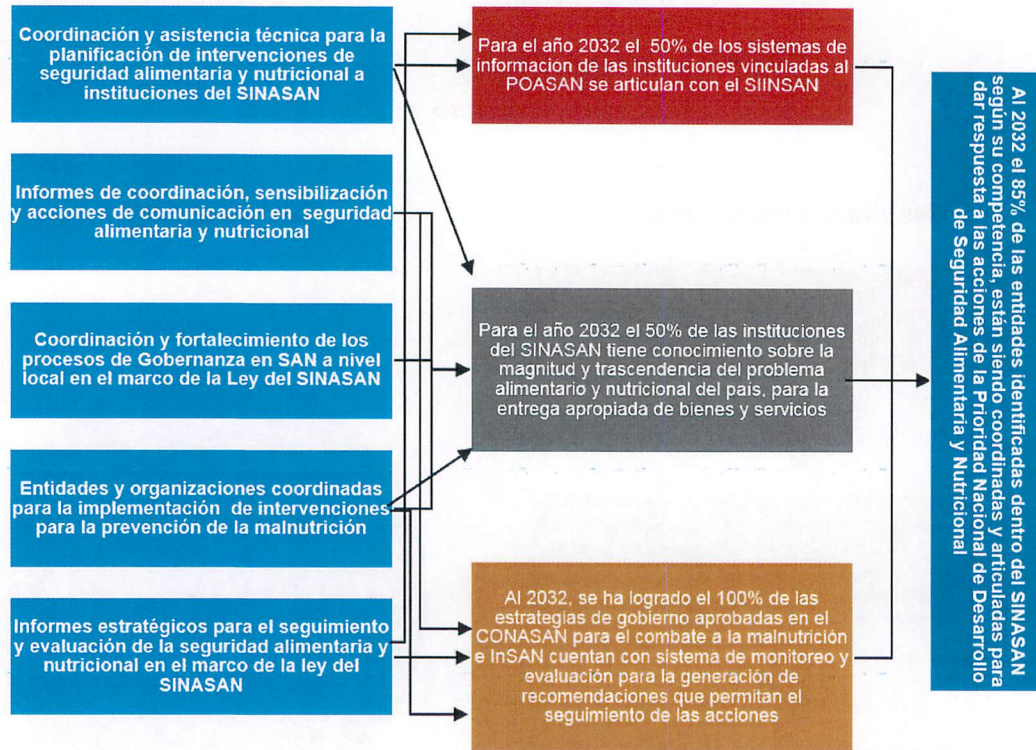 Coordinación y asistencia técnica para la
planificación de intervenciones de
seguridad alimentaria y nutricional a
instituciones del SINASAN
Informes de coordinación, sensibilización
y acciones de comunicación en seguridad
alimentaria y nutricional
Coordinación y fortalecimiento de los
procesos de Gobernanza en SAN a nivel
local en el marco de la Ley del SINASAN
Entidades y organizaciones coordinadas
para la implementación de intervenciones
para la prevención de la malnutrición
Informes estratégicos para el seguimiento
y evaluación de la seguridad alimentaria y
nutricional en el marco de la ley del
SINASAN
Para el año 2032 el 50% de los sistemas de
información de las instituciones vinculadas al
POASAN se articulan con el SIINSAN
Para el año 2032 el 50% de las instituciones
del SINASAN tiene conocimiento sobre la
magnitud y trascendencia del problema
alimentario y nutricional del país, para la
entrega apropiada de bienes y servicios
Al 2032, se ha logrado el 100% de las
estrategias de gobierno aprobadas en el
CONASAN para el combate a la malnutrición
e InSAN cuentan con sistema de monitoreo y
evaluación para la generación de
recomendaciones que permitan el
seguimiento de las acciones
Al 2032 el 85% de las entidades identificadas dentro del SINASAN
según su competencia, están siendo coordinadas y articuladas para
dar respuesta a las acciones de la Prioridad Nacional de Desarrollo
de Seguridad Alimentaria y Nutricional